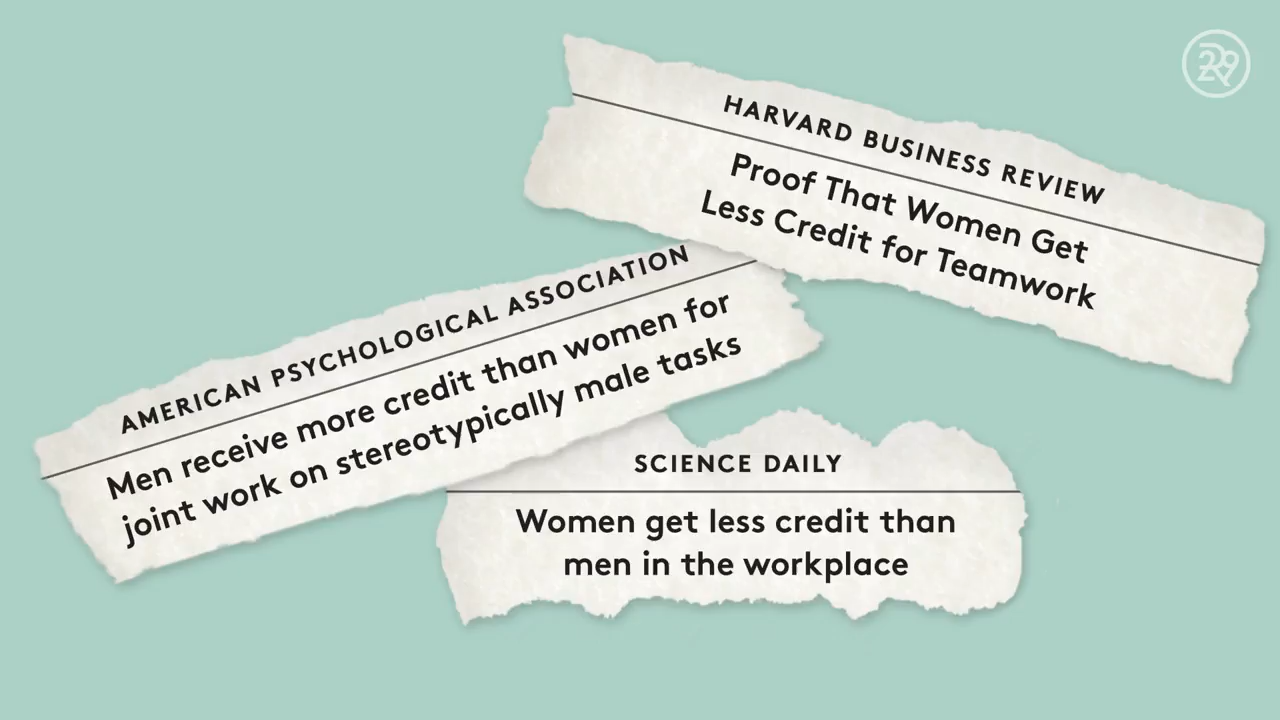 R29
HARVARD BUSINESS REVIEW
Proof That Women Get
Less Credit for Teamwork
AMERICAN PSYCHOLOGICAL ASSOCIATION
Men receive more credit than women for
joint work on stereotypically male tasks
SCIENCE DAILY
Women get less credit than
men in the workplace